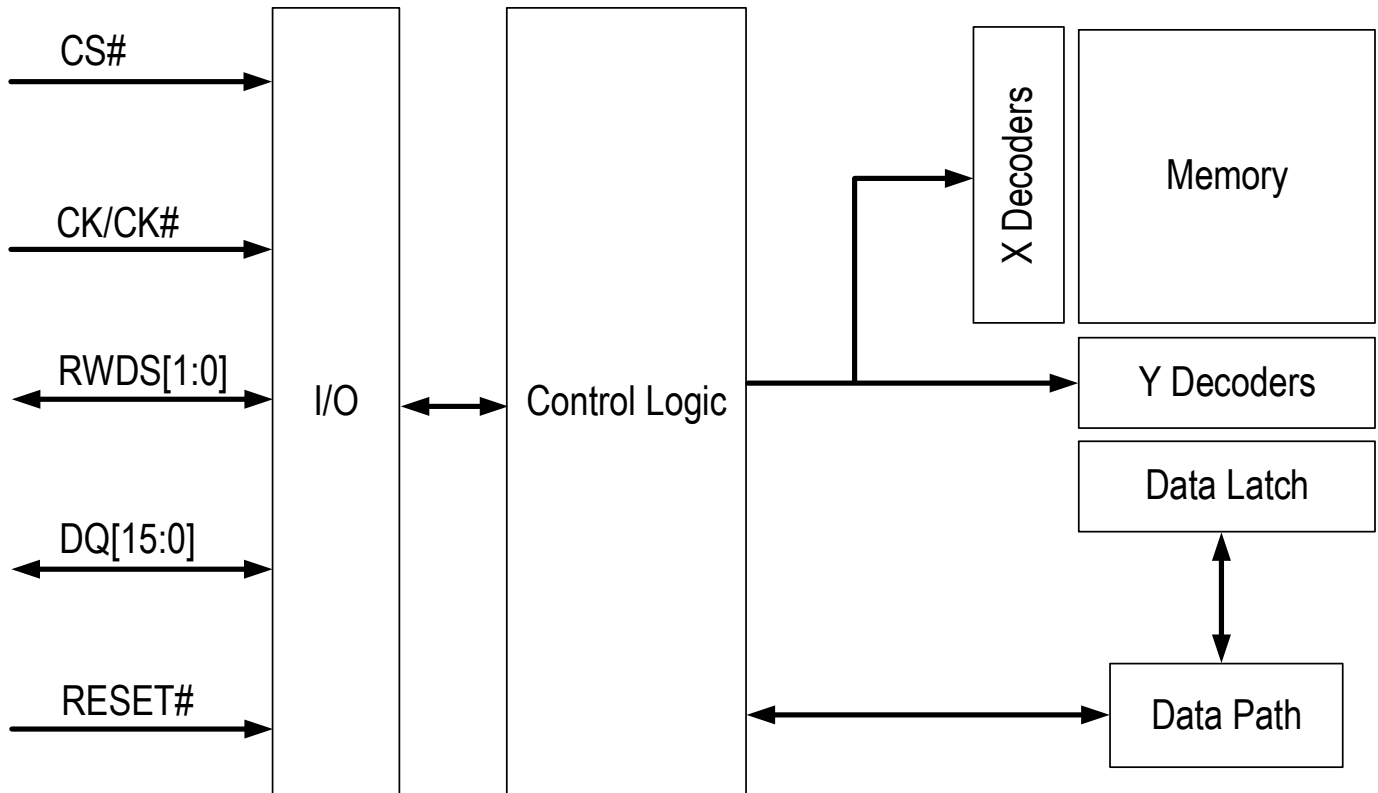 CS#
CK/CK#
RWDS[1:0]
DQ[15:0]
RESET#
I/O
Control Logic
X Decoders
Memory
Y Decoders
Data Latch
Data Path